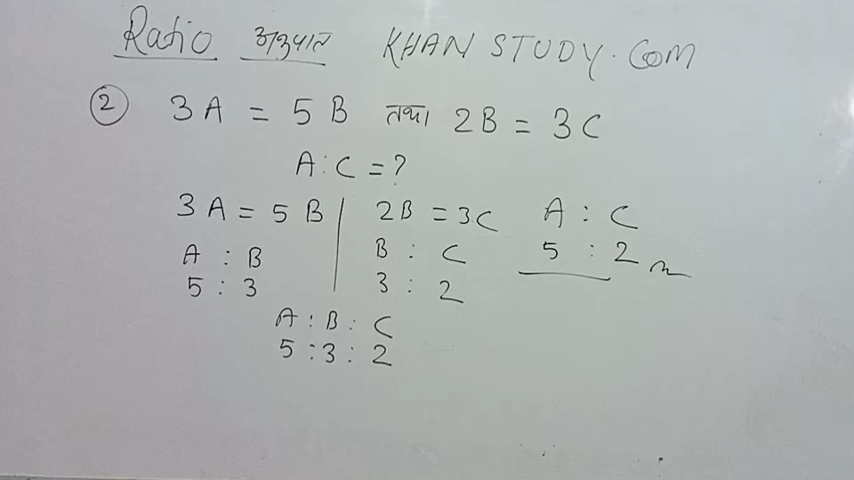 Ratio अनुपात KHAN STUDY.COM
② 3A = 5B तथा 2B = 3C
A:C = ?
3A = 5B | 2B = 3C A : C
A : B B : C 5 : 2
5 : 3 3 : 2
A : B : C
5 : 3 : 2